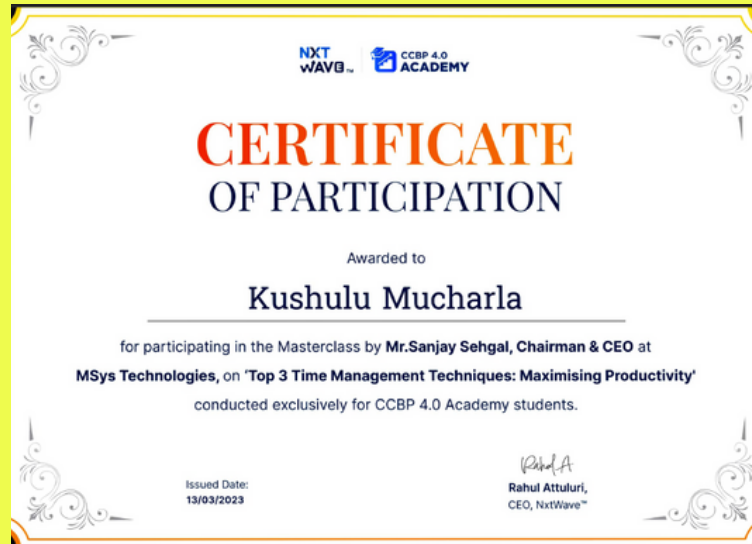 NXT
WAVE™
CCBP 4.0
ACADEMY
CERTIFICATE
OF PARTICIPATION
Awarded to
Kushulu Mucharla
for participating in the Masterclass by Mr.Sanjay Sehgal, Chairman & CEO at
MSys Technologies, on 'Top 3 Time Management Techniques: Maximising Productivity'
conducted exclusively for CCBP 4.0 Academy students.
Issued Date:
13/03/2023
Rahul A
Rahul Attuluri,
CEO, NxtWave™